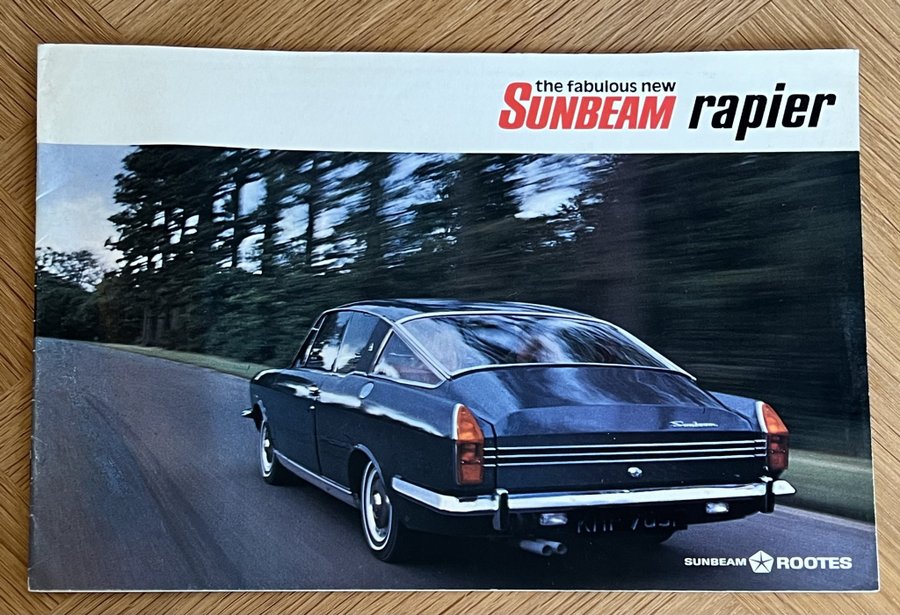 the fabulous new
SUNBEAM rapier
Sunbeam
SUNBEAM ROOTES